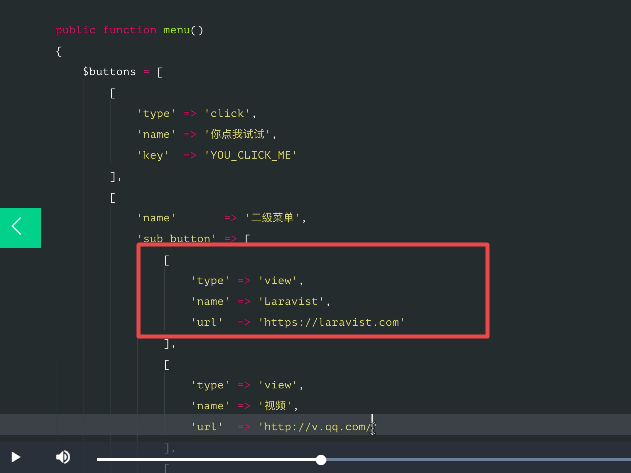 public function menu()
{
$buttons = [
[
'type' => 'click',
'name' => '你点我试试',
'key' => 'YOU_CLICK_ME'
],
[
'name' => '二级菜单',
'sub_button' => [
[
'type' => 'view',
'name' => 'Laravist',
'url' => 'https://laravist.com'
],
[
'type' => 'view',
'name' => '视频',
'url' => 'http://v.qq.com/'
],
[